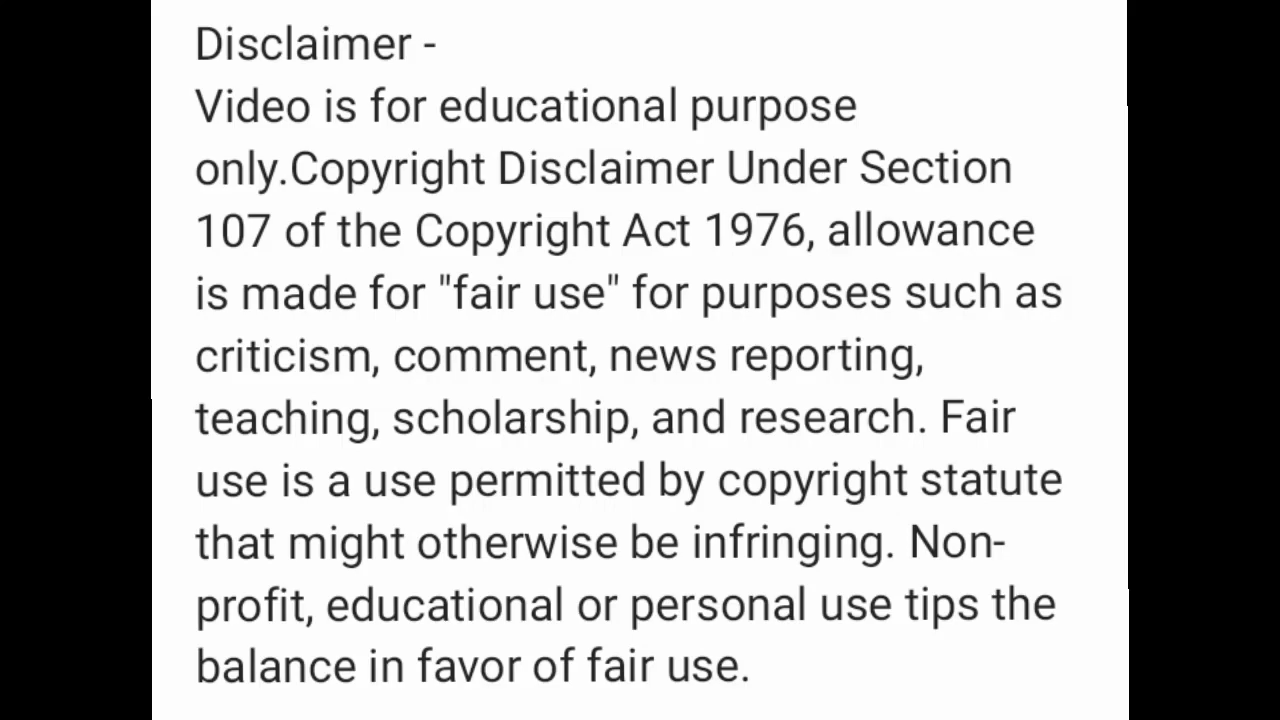 Disclaimer -
Video is for educational purpose
only.Copyright Disclaimer Under Section
107 of the Copyright Act 1976, allowance
is made for "fair use" for purposes such as
criticism, comment, news reporting,
teaching, scholarship, and research. Fair
use is a use permitted by copyright statute
that might otherwise be infringing. Non-
profit, educational or personal use tips the
balance in favor of fair use.